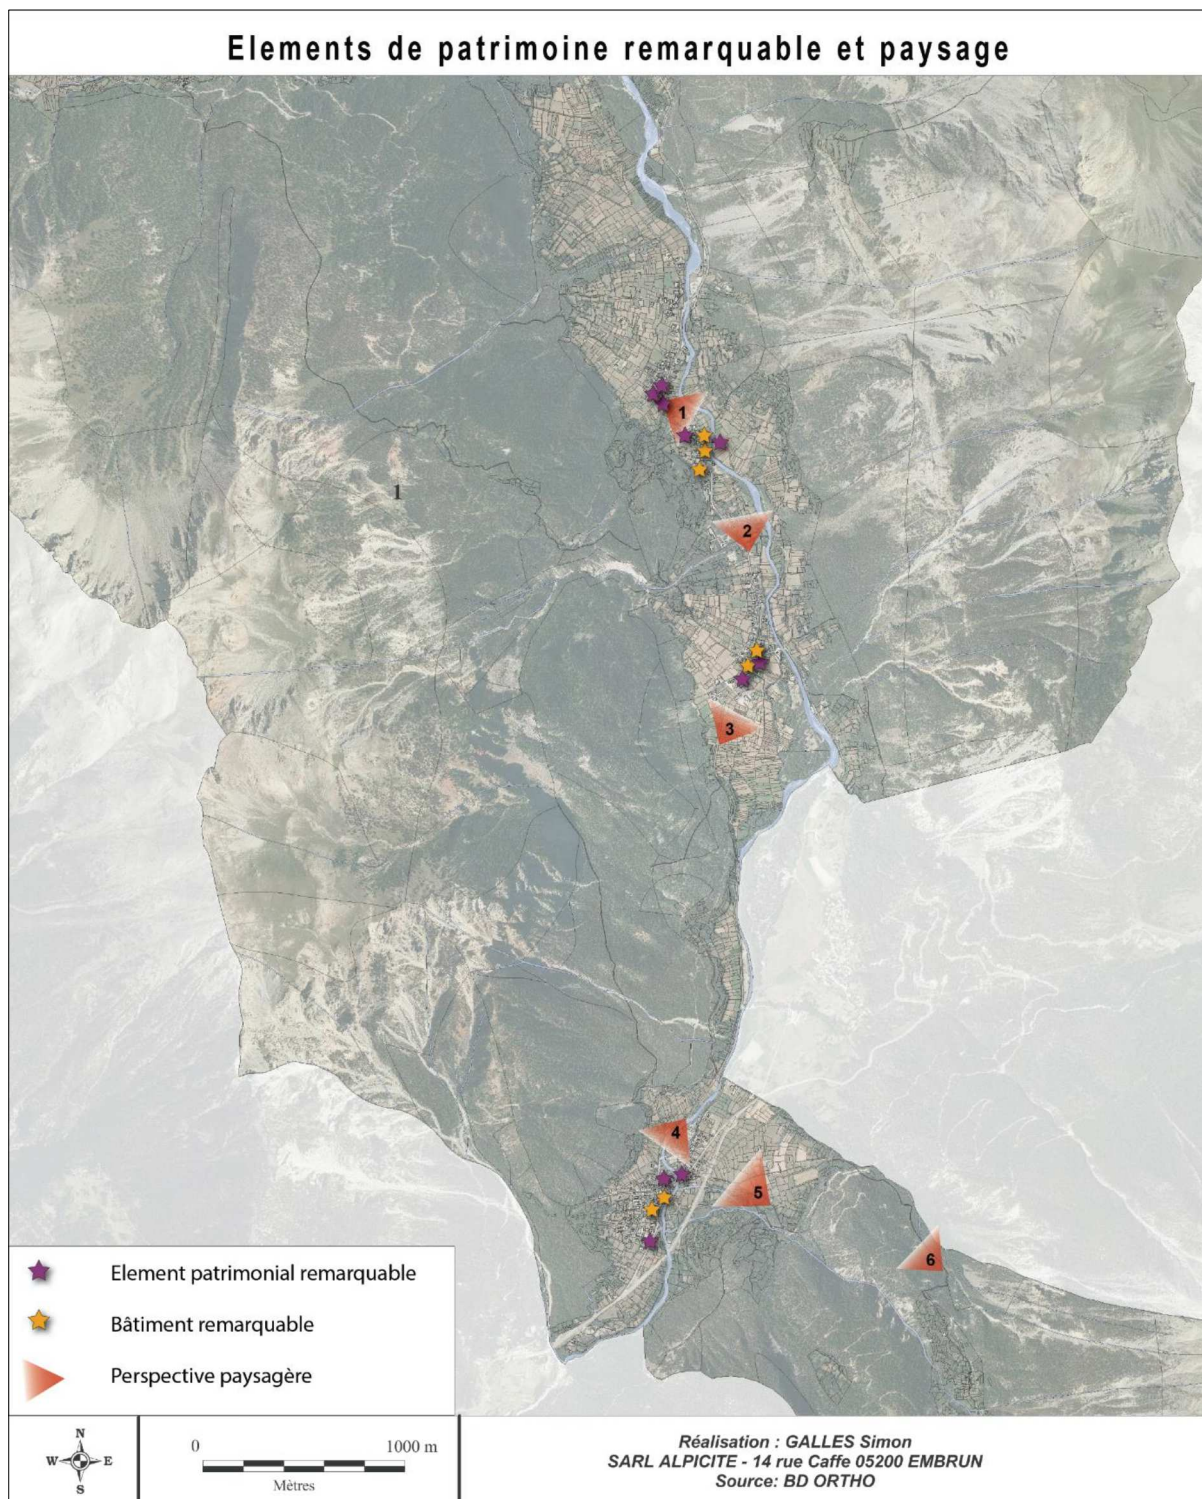 Elements de patrimoine remarquable et paysage
1
1
2
3
4
5
6
Element patrimonial remarquable
Bâtiment remarquable
Perspective paysagère
N
W E
S
0 1000 m
Mètres
Réalisation : GALLES Simon
SARL ALPICITE - 14 rue Caffe 05200 EMBRUN
Source: BD ORTHO